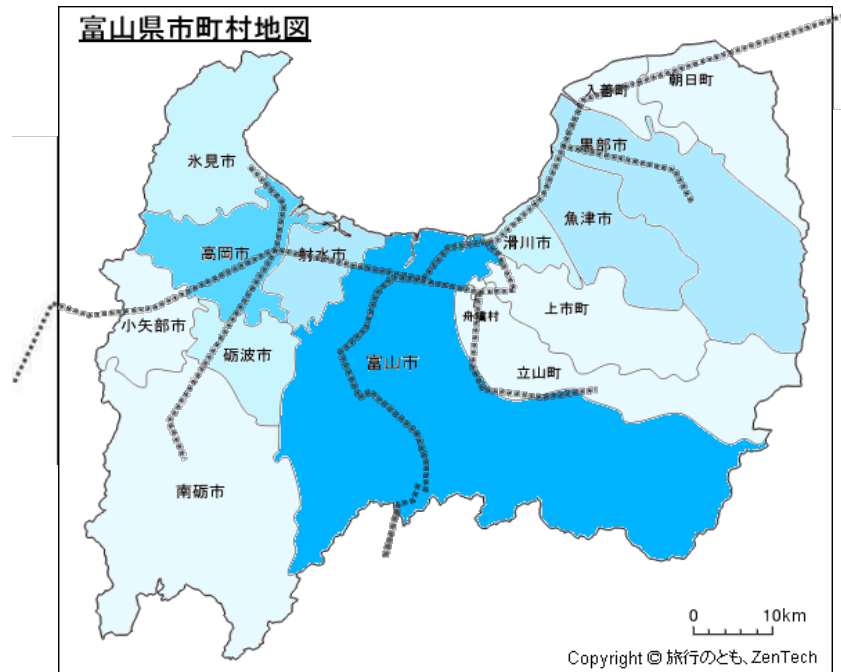 富山県市町村地図
入善町
朝日町
黒部市
氷見市
魚津市
滑川市
高岡市
射水市
上市町
舟橋村
小矢部市
砺波市
富山市
立山町
南砺市
0 10km
Copyright © 旅行のとも、ZenTech